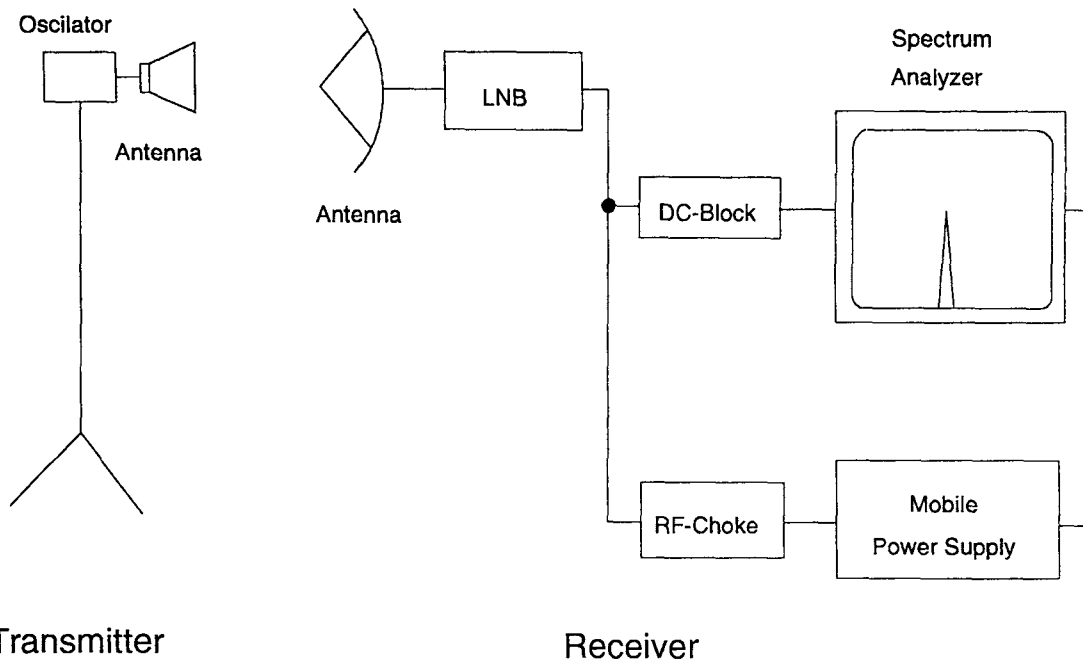 Oscilator
Antenna
Antenna
LNB
DC-Block
Spectrum
Analyzer
RF-Choke
Mobile
Power Supply
Transmitter
Receiver